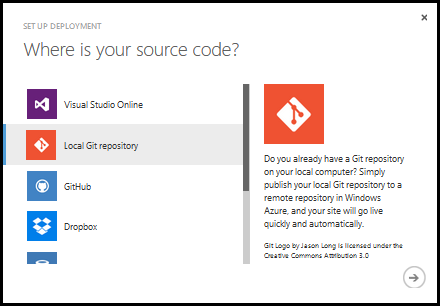 SET UP DEPLOYMENT
Where is your source code?
Visual Studio Online
Local Git repository
GitHub
Dropbox
Do you already have a Git repository
on your local computer? Simply
publish your local Git repository to a
remote repository in Windows
Azure, and your site will go live
quickly and automatically.
Git Logo by Jason Long is licensed under the
Creative Commons Attribution 3.0